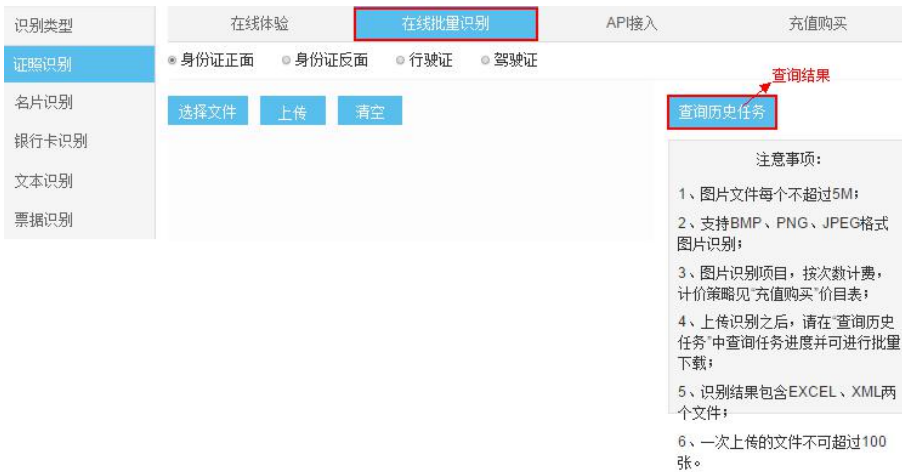 识别类型
在线体验
在线批量识别
API接入
充值购买
证照识别
身份证正面
身份证反面
行驶证
驾驶证
查询结果
名片识别
选择文件
上传
清空
查询历史任务
银行卡识别
文本识别
票据识别
注意事项：
1、图片文件每个不超过5M；
2、支持BMP、PNG、JPEG格式
图片识别；
3、图片识别项目，按次数计费，
计价策略见“充值购买”价目表；
4、上传识别之后，请在“查询历史
任务”中查询任务进度并可进行批量
下载；
5、识别结果包含EXCEL、XML两
个文件；
6、一次上传的文件不可超过100
张。